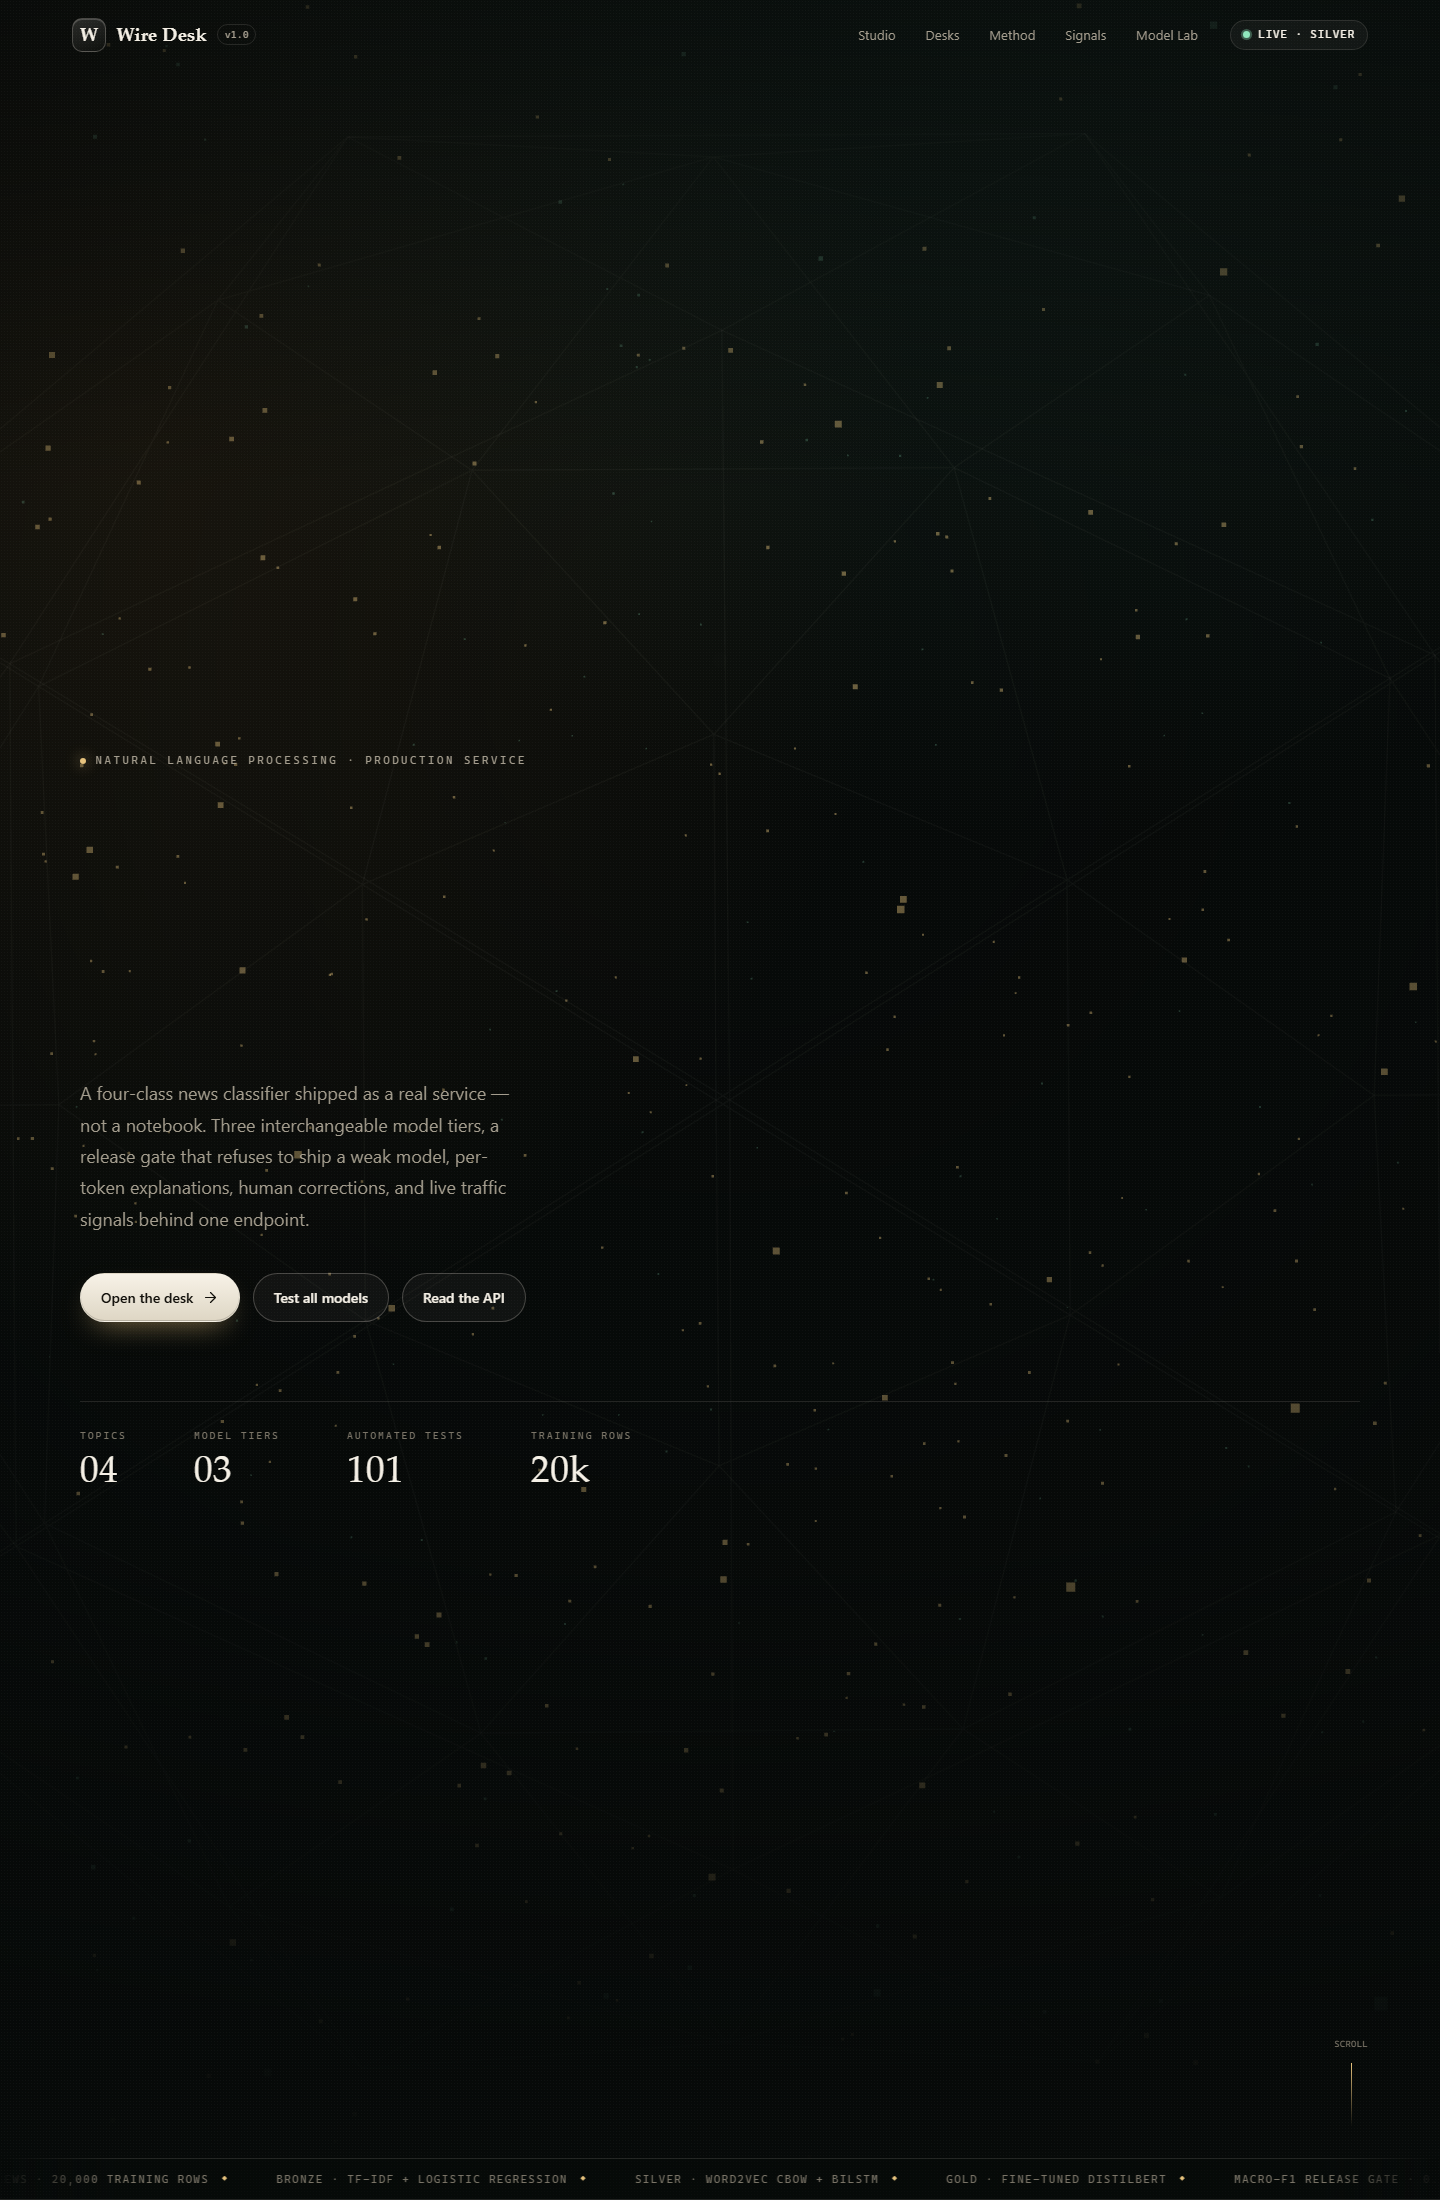 W Wire Desk v1.0
Studio Desks Method Signals Model Lab LIVE · SILVER
NATURAL LANGUAGE PROCESSING · PRODUCTION SERVICE
A four-class news classifier shipped as a real service —
not a notebook. Three interchangeable model tiers, a
release gate that refuses to ship a weak model, per-
token explanations, human corrections, and live traffic
signals behind one endpoint.
Open the desk → Test all models Read the API
TOPICS MODEL TIERS AUTOMATED TESTS TRAINING ROWS
04 03 101 20k
SCROLL
· 20,000 TRAINING ROWS BRONZE · TF-IDF + LOGISTIC REGRESSION SILVER · WORD2VEC CBOW + BILSTM GOLD · FINE-TUNED DISTILBERT MACRO-F1 RELEASE GATE ·